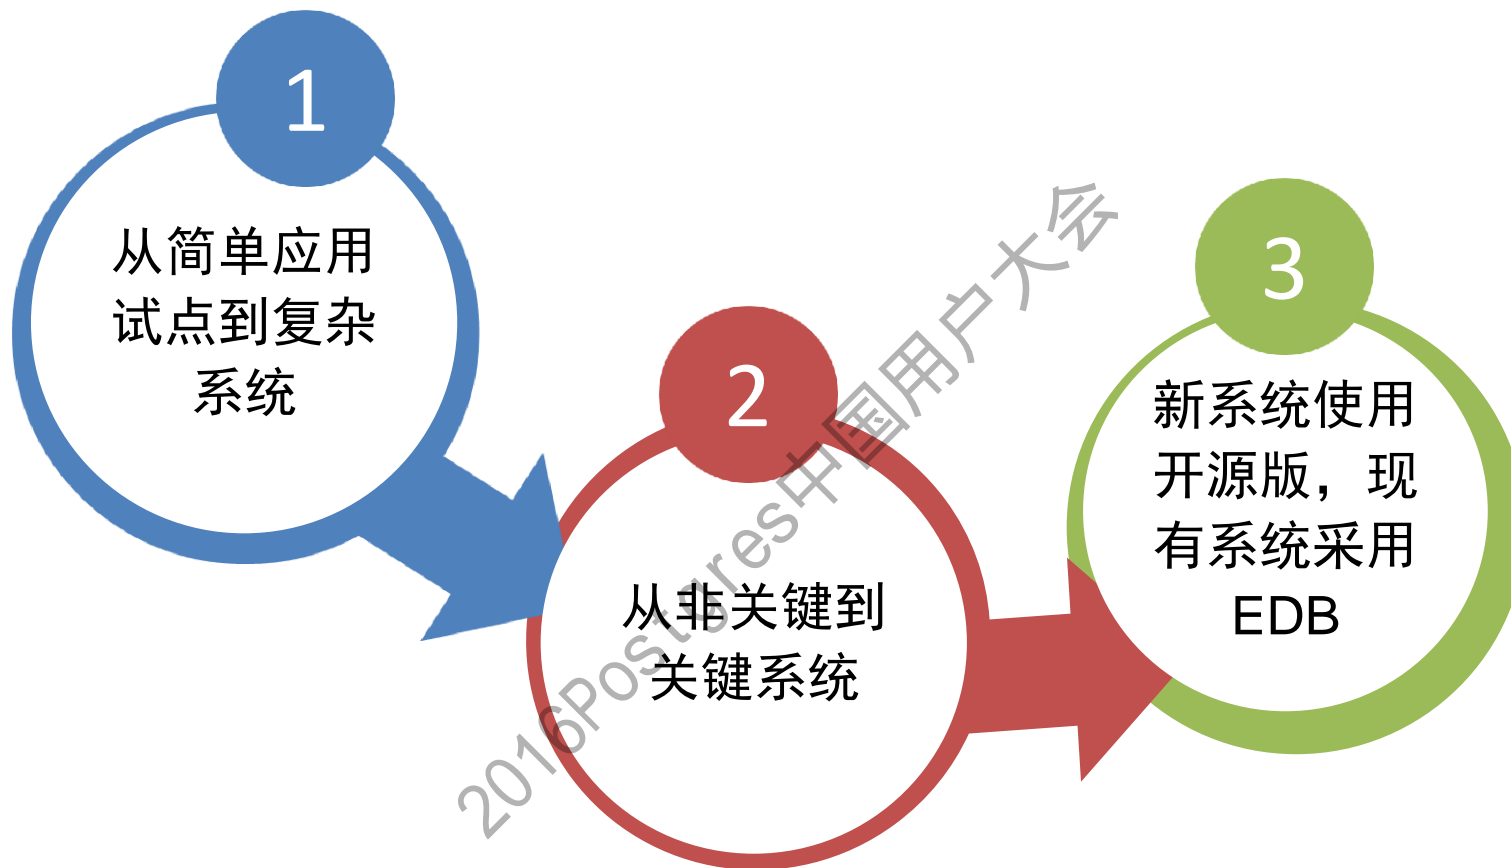 1
从简单应用
试点到复杂
系统
2
从非关键到
关键系统
3
新系统使用
开源版，现
有系统采用
EDB
2016Postgres中国用户大会